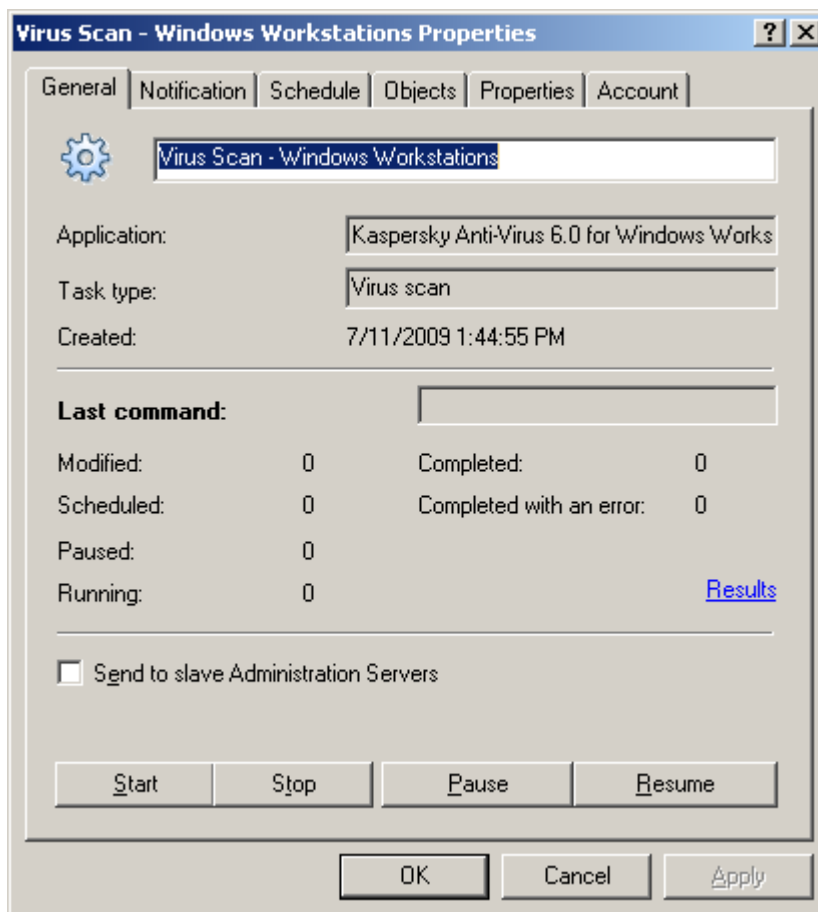 Virus Scan - Windows Workstations Properties
General Notification Schedule Objects Properties Account
Virus Scan - Windows Workstations
Application: Kaspersky Anti-Virus 6.0 for Windows Works
Task type: Virus scan
Created: 7/11/2009 1:44:55 PM
Last command:
Modified: 0 Completed: 0
Scheduled: 0 Completed with an error: 0
Paused: 0
Running: 0 Results
Send to slave Administration Servers
Start Stop Pause Resume
OK Cancel Apply